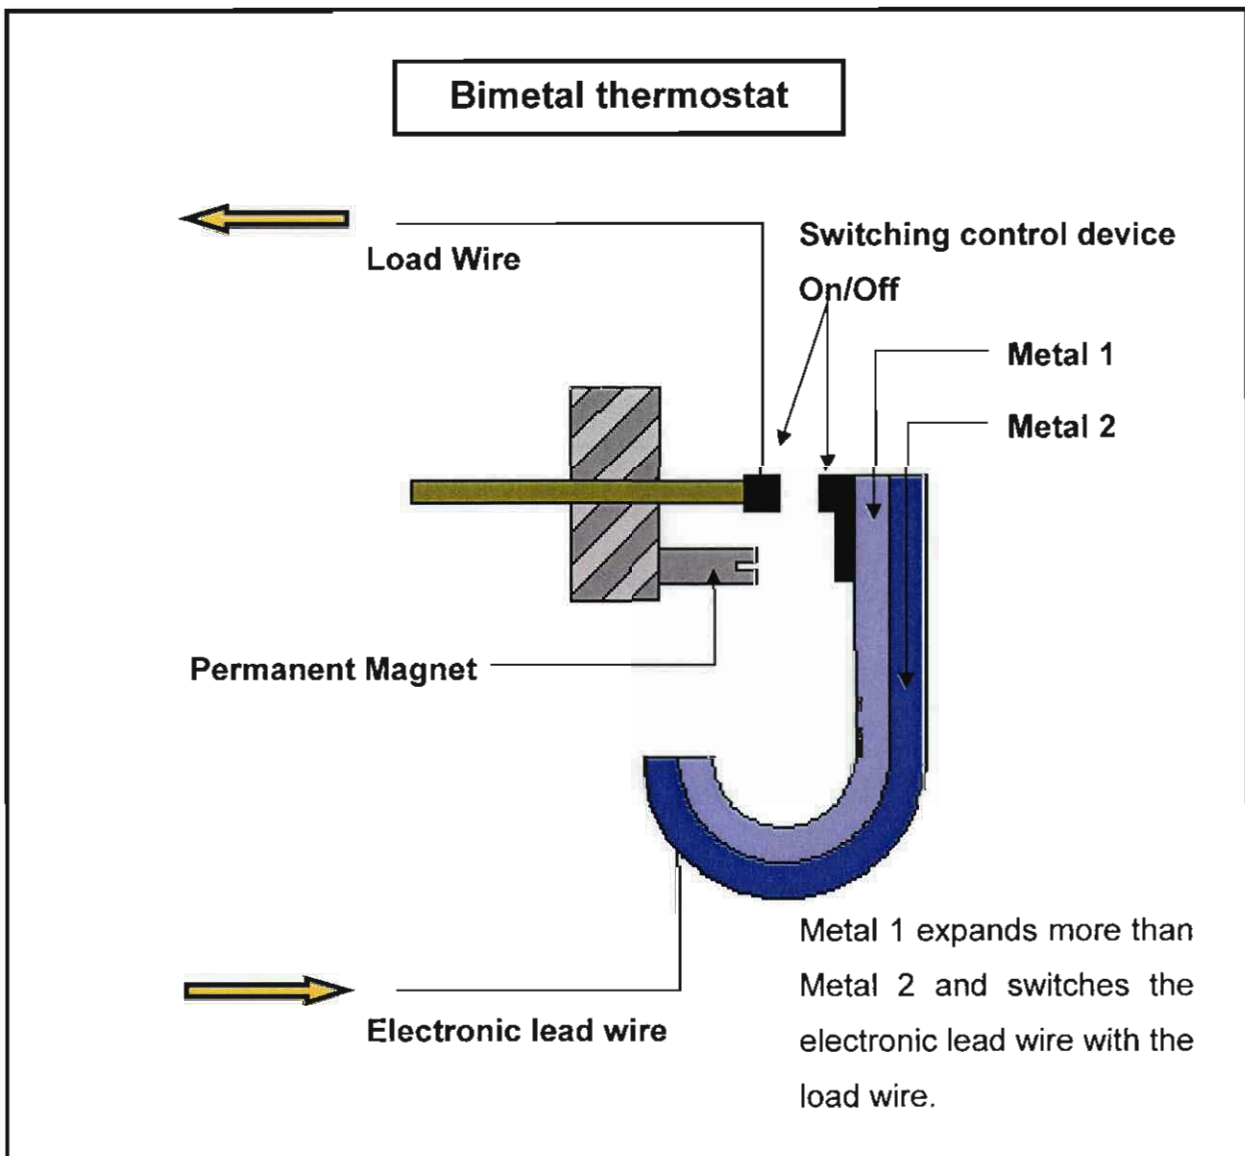 Bimetal thermostat
Load Wire
Switching control device
On/Off
Metal 1
Metal 2
Permanent Magnet
Electronic lead wire
Metal 1 expands more than
Metal 2 and switches the
electronic lead wire with the
load wire.